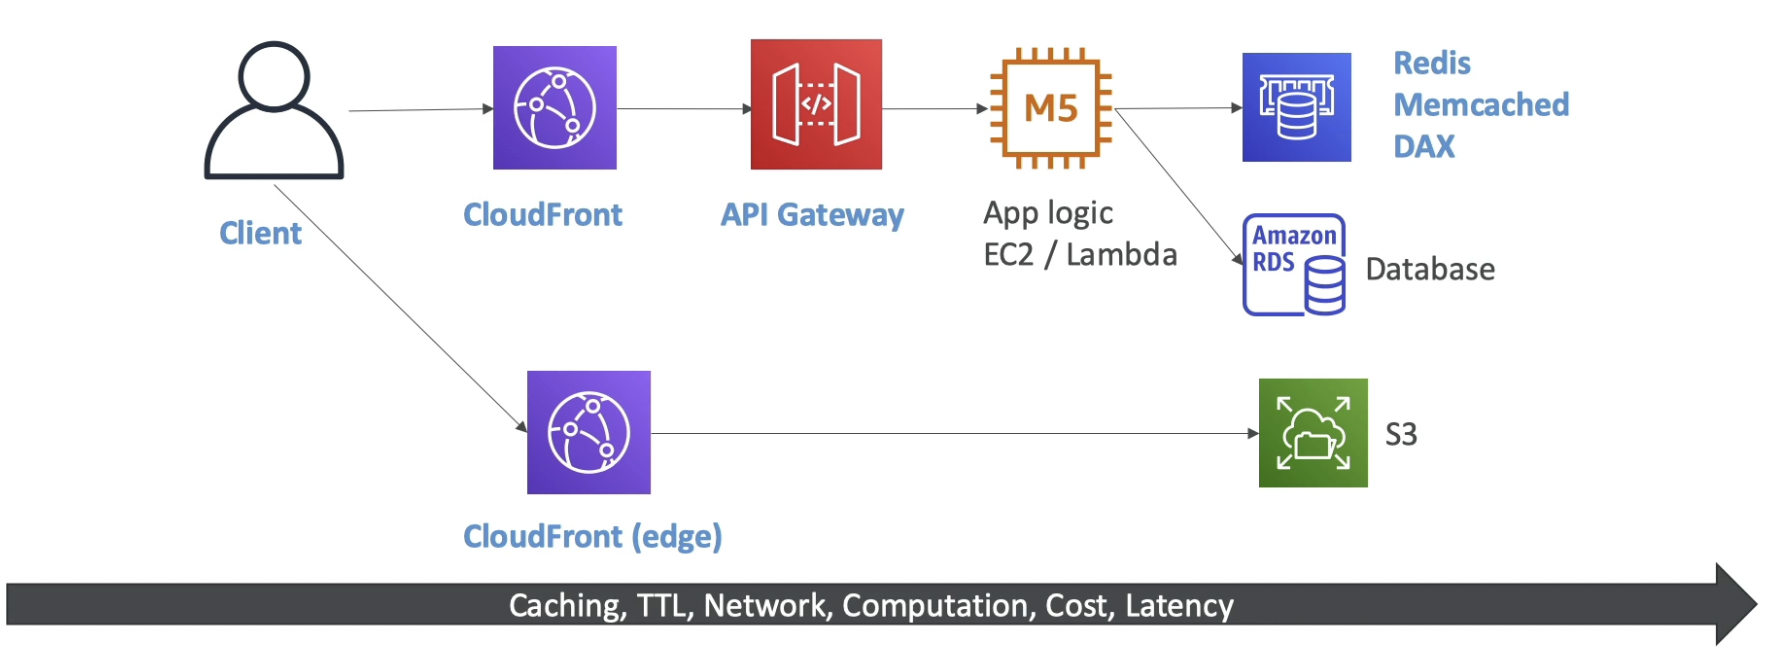 Client
CloudFront
</>
API Gateway
M5
App logic
EC2 / Lambda
Redis
Memcached
DAX
Amazon
RDS
Database
CloudFront (edge)
S3
Caching, TTL, Network, Computation, Cost, Latency